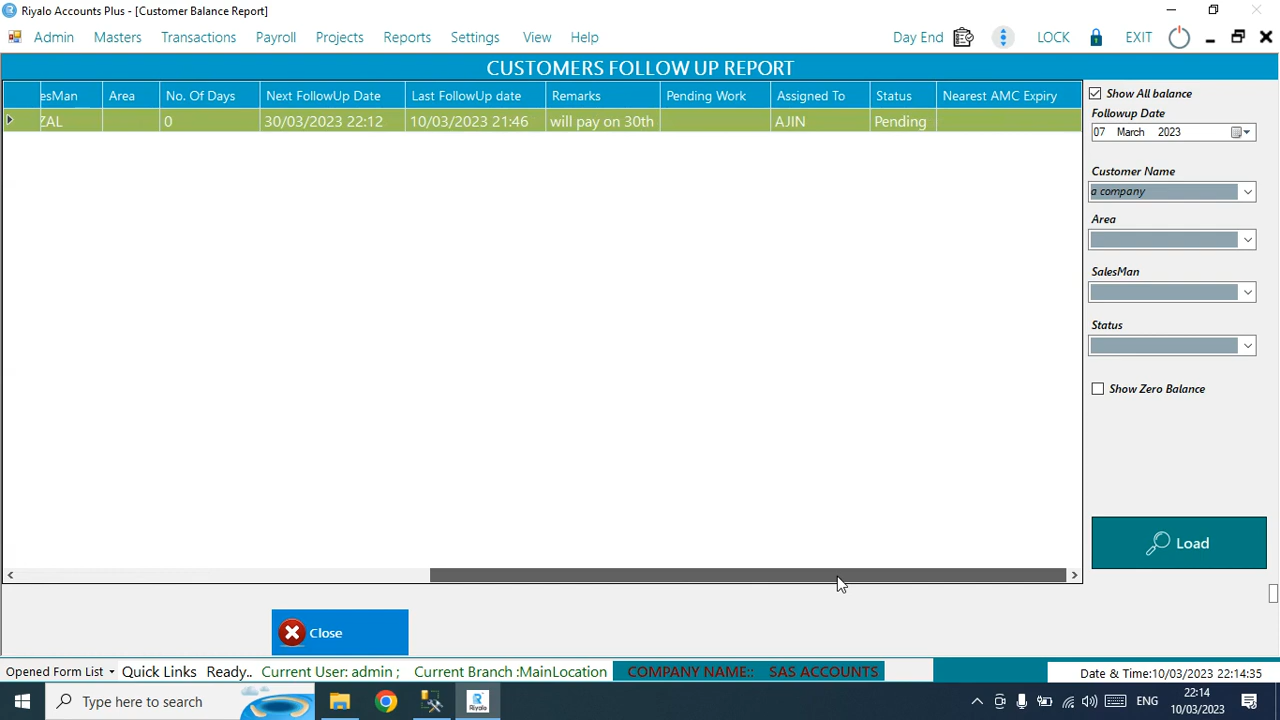 Riyalo Accounts Plus - [Customer Balance Report]
Admin Masters Transactions Payroll Projects Reports Settings View Help Day End LOCK EXIT
CUSTOMERS FOLLOW UP REPORT
esMan Area No. Of Days Next FollowUp Date Last FollowUp date Remarks Pending Work Assigned To Status Nearest AMC Expiry
ZAL 0 30/03/2023 22:12 10/03/2023 21:46 will pay on 30th AJIN Pending
Show All balance
Followup Date
07 March 2023
Customer Name
a company
Area
SalesMan
Status
Show Zero Balance
Load
Close
Opened Form List Quick Links Ready.. Current User: admin ; Current Branch :MainLocation COMPANY NAME:: SAS ACCOUNTS Date & Time:10/03/2023 22:14:35
Type here to search Riyalo ENG 22:14
10/03/2023